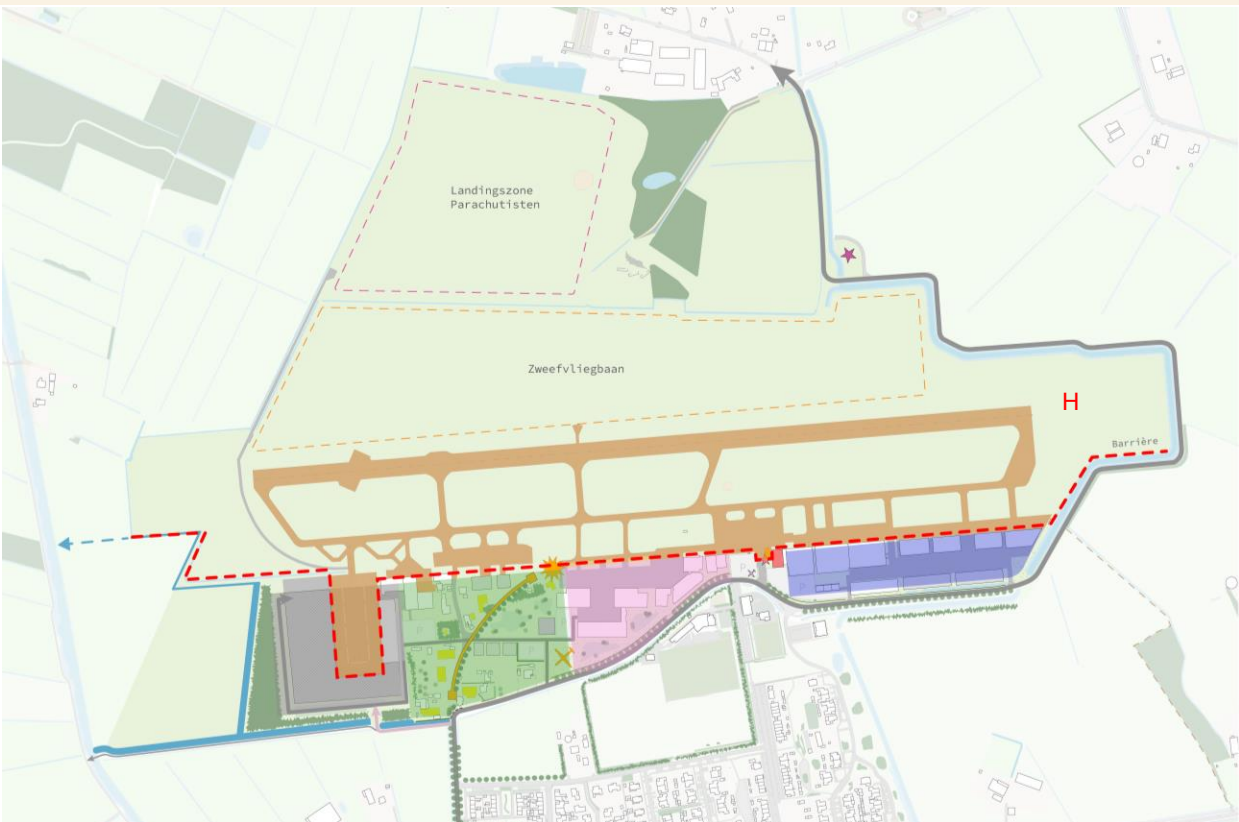 Landingszone
Parachutisten
Zweefvliegbaan
H
Barrière
P
P